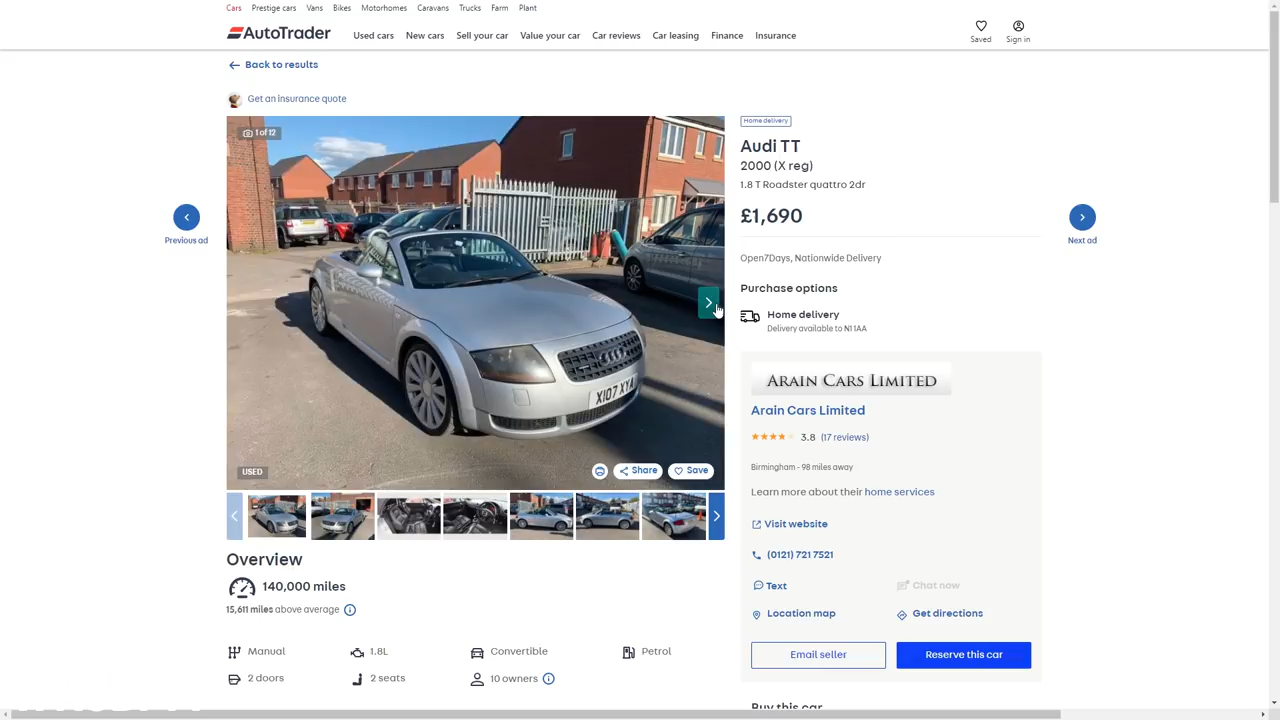 Cars Prestige cars Vans Bikes Motorhomes Caravans Trucks Farm Plant
AutoTrader Used cars New cars Sell your car Value your car Car reviews Car leasing Finance Insurance Saved Sign in
Back to results
Get an insurance quote
1 of 12
X107 XYA
USED
Share
Save
Previous ad
Next ad
Home delivery
Audi TT
2000 (X reg)
1.8 T Roadster quattro 2dr
£1,690
Open7Days, Nationwide Delivery
Purchase options
Home delivery
Delivery available to N1 1AA
ARAIN CARS LIMITED
Arain Cars Limited
3.8 (17 reviews)
Birmingham - 98 miles away
Learn more about their home services
Visit website
(0121) 721 7521
Text Chat now
Location map Get directions
Email seller Reserve this car
Overview
140,000 miles
15,611 miles above average
Manual 1.8L Convertible Petrol
2 doors 2 seats 10 owners
Buy this car